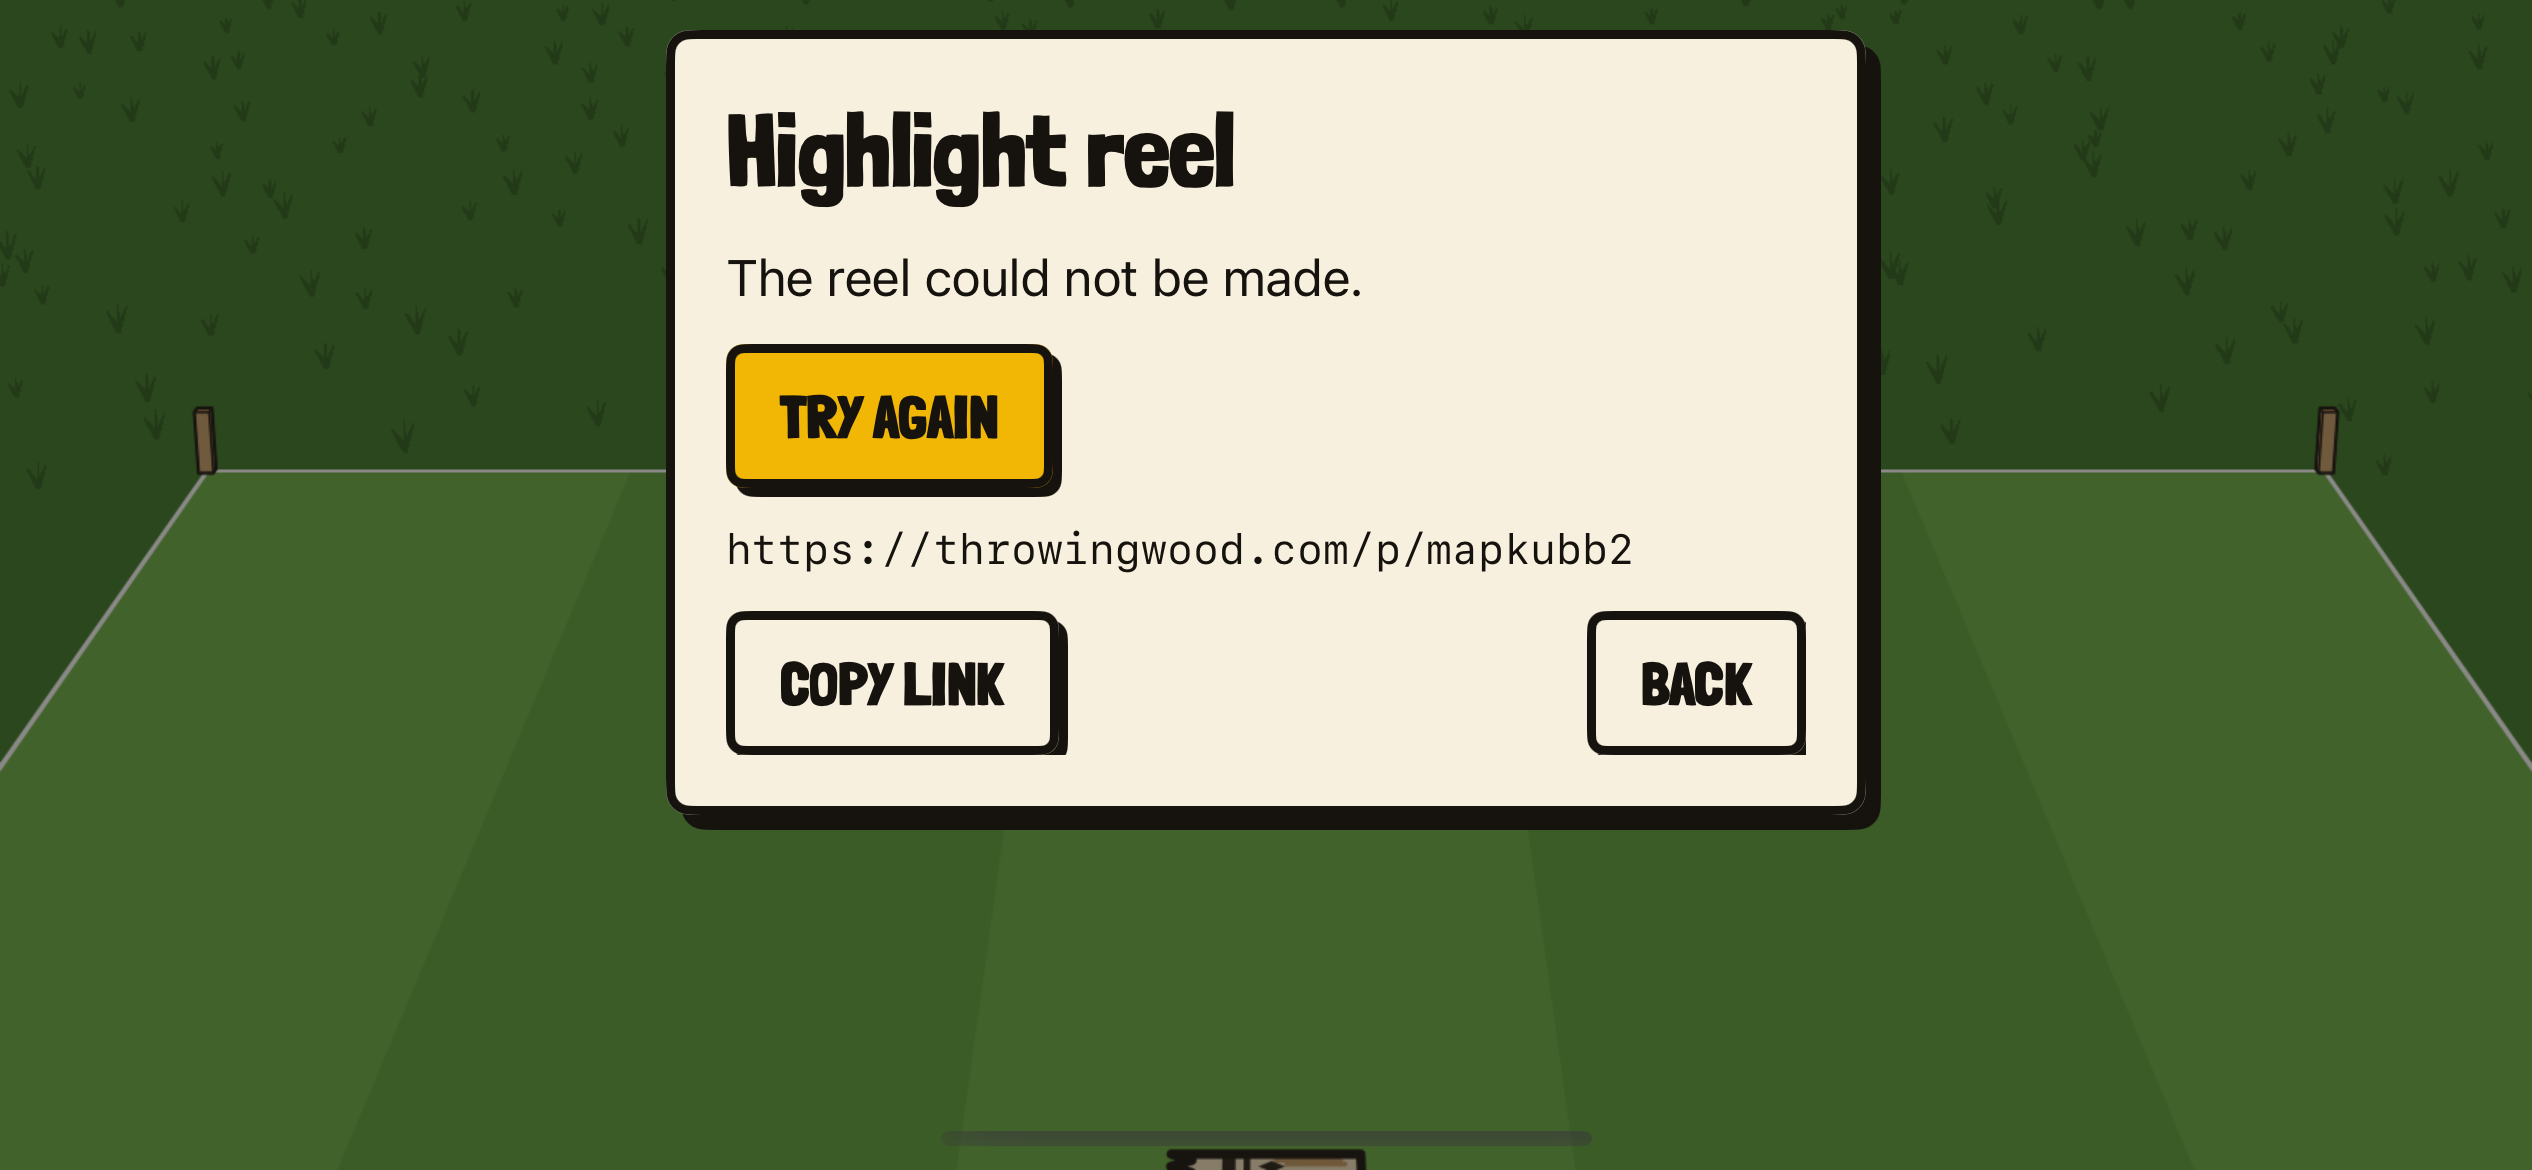 Highlight reel
The reel could not be made.
TRY AGAIN
https://throwingwood.com/p/mapkubb2
COPY LINK
BACK